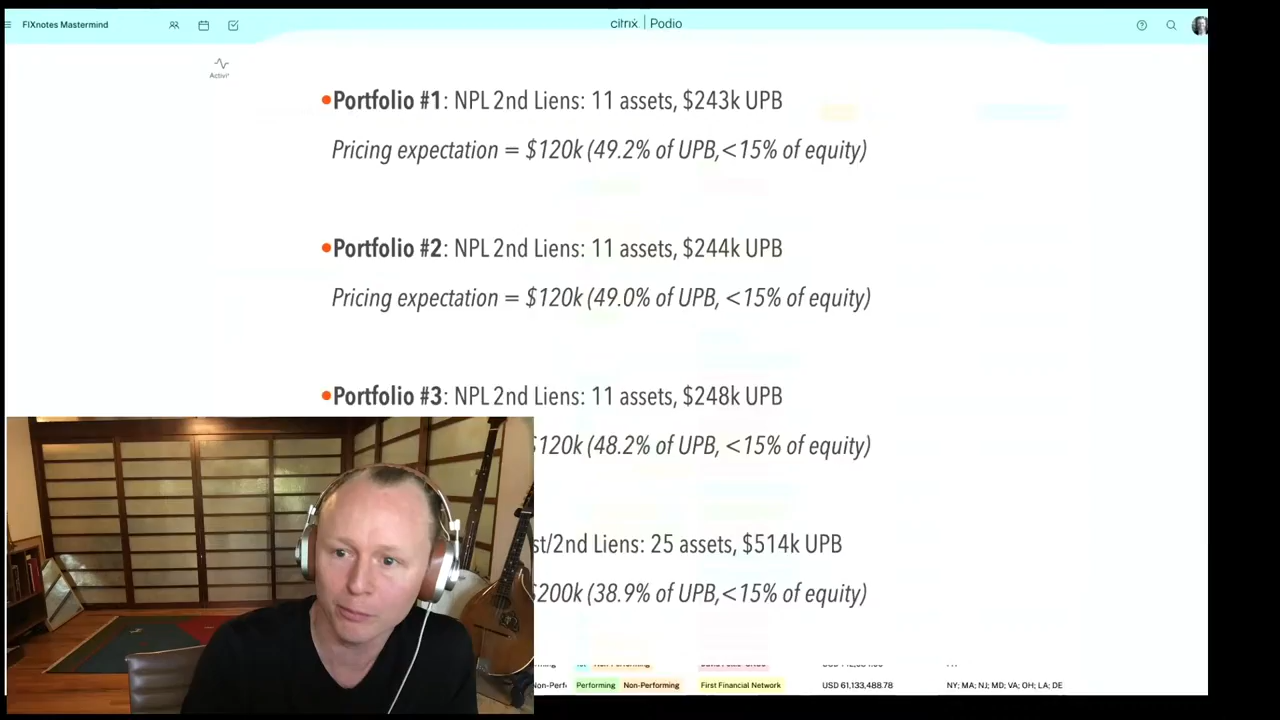 FIXnotes Mastermind
citrix | Podio
Portfolio #1: NPL 2nd Liens: 11 assets, $243k UPB
Pricing expectation = $120k (49.2% of UPB,<15% of equity)
Portfolio #2: NPL 2nd Liens: 11 assets, $244k UPB
Pricing expectation = $120k (49.0% of UPB, <15% of equity)
Portfolio #3: NPL 2nd Liens: 11 assets, $248k UPB
$120k (48.2% of UPB, <15% of equity)
st/2nd Liens: 25 assets, $514k UPB
$200k (38.9% of UPB,<15% of equity)
Performing Non-Performing First Financial Network USD 61,133,488.78 NY; MA; NJ; MD; VA; OH; LA; DE